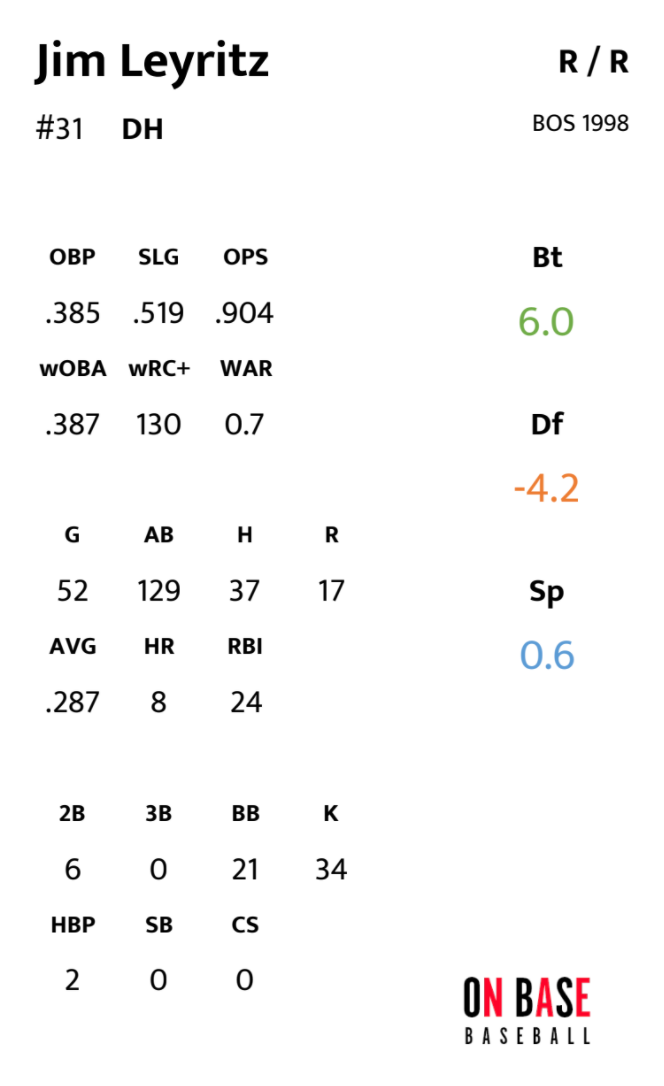 Jim Leyritz R / R
#31 DH BOS 1998
OBP SLG OPS Bt
.385 .519 .904 6.0
wOBA wRC+ WAR
.387 130 0.7 Df
-4.2
G AB H R
52 129 37 17 Sp
AVG HR RBI 0.6
.287 8 24
2B 3B BB K
6 0 21 34
HBP SB CS
2 0 0
ON BASE
BASEBALL